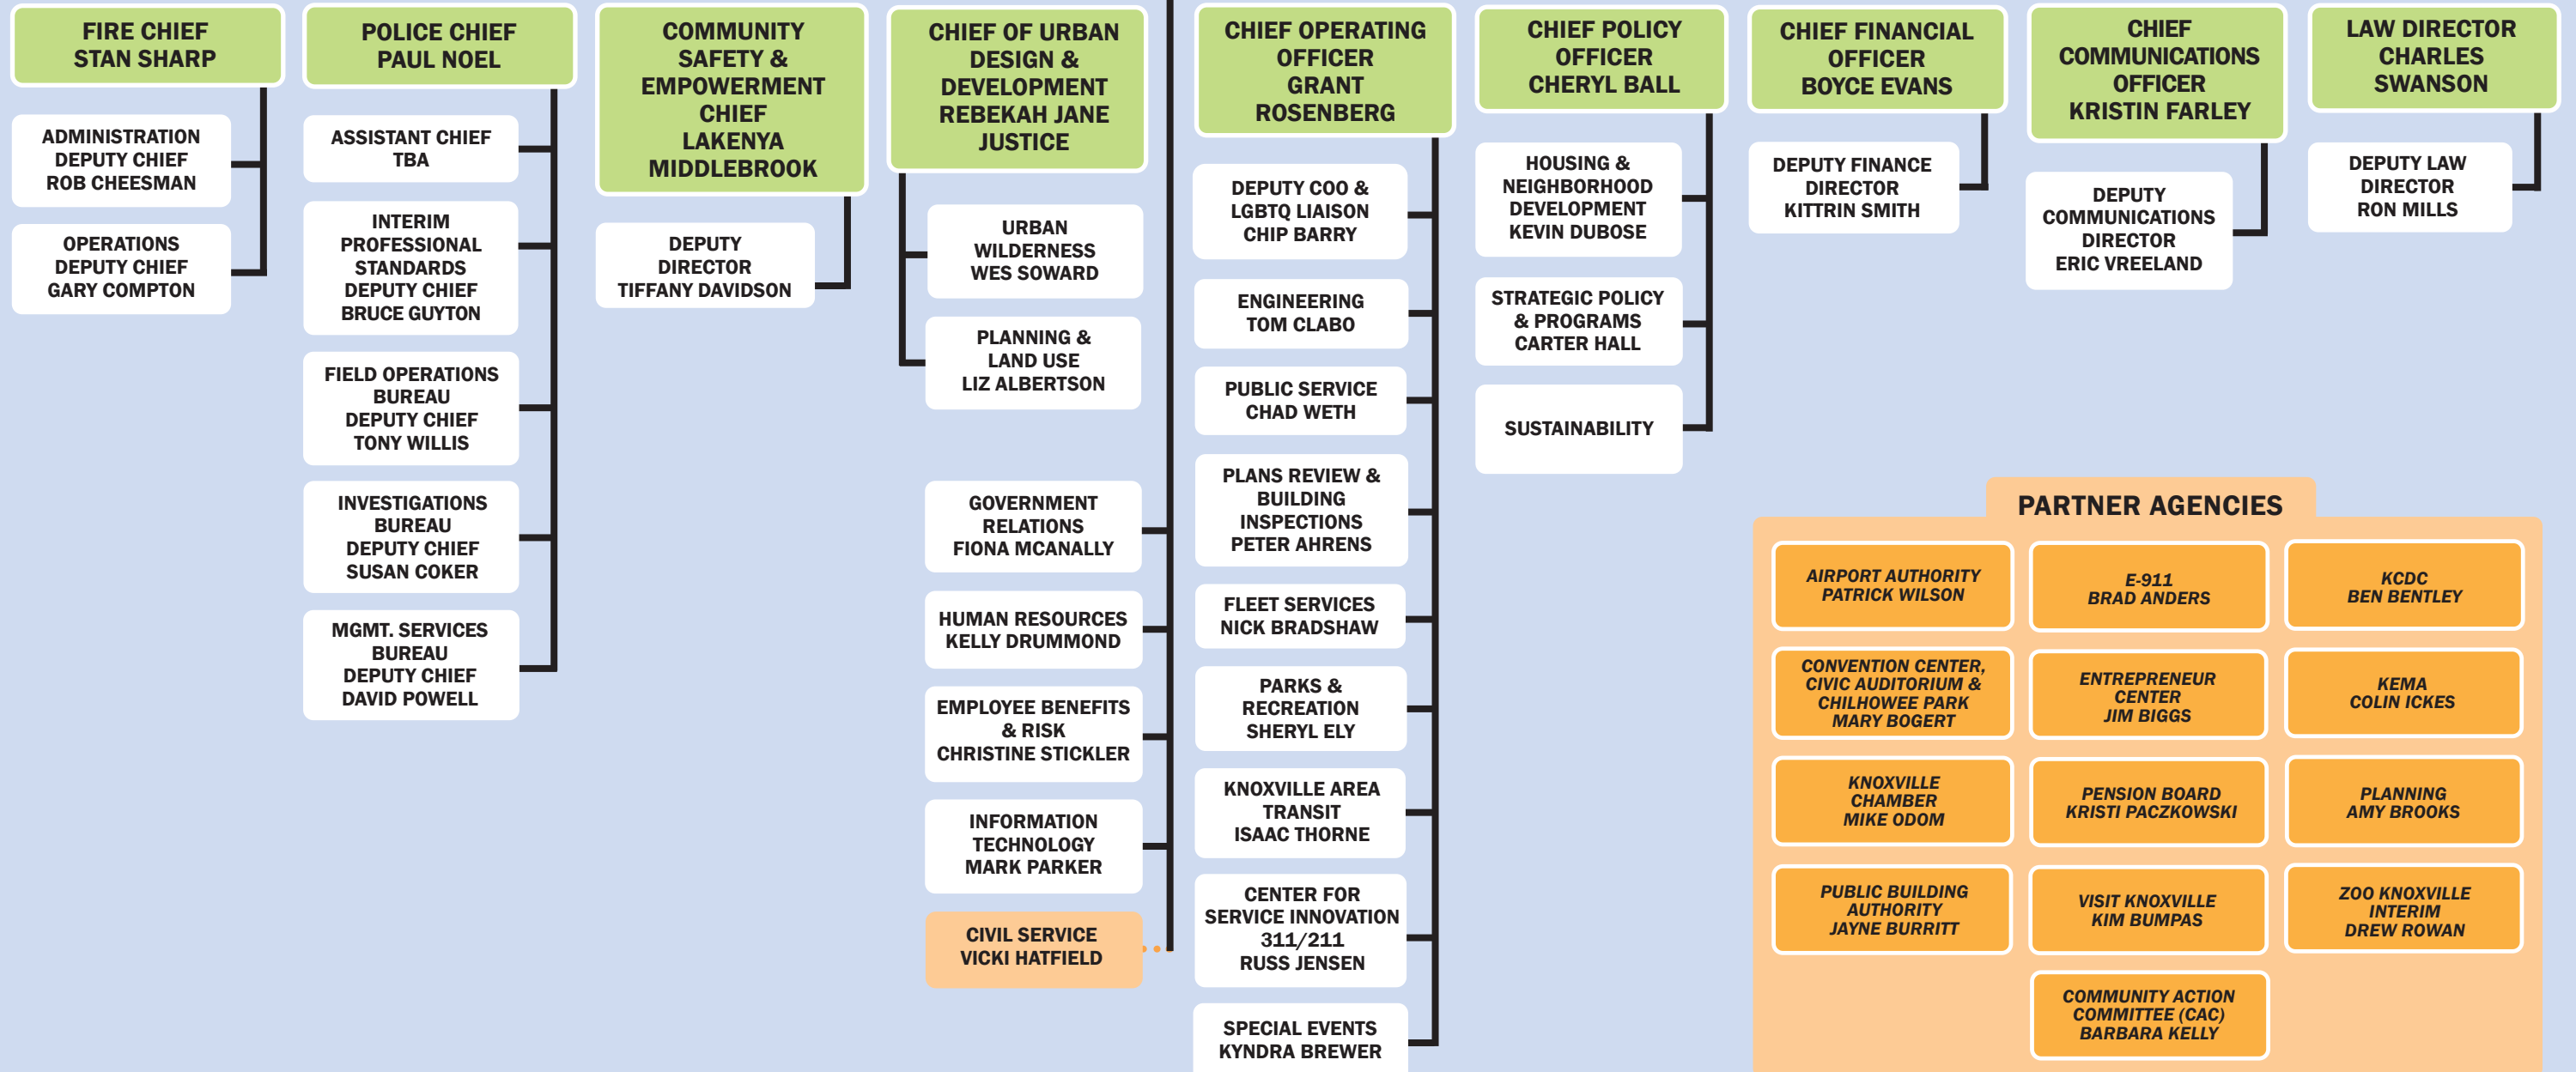 FIRE CHIEF
STAN SHARP
ADMINISTRATION
DEPUTY CHIEF
ROB CHEESMAN
OPERATIONS
DEPUTY CHIEF
GARY COMPTON
POLICE CHIEF
PAUL NOEL
ASSISTANT CHIEF
TBA
INTERIM
PROFESSIONAL
STANDARDS
DEPUTY CHIEF
BRUCE GUYTON
FIELD OPERATIONS
BUREAU
DEPUTY CHIEF
TONY WILLIS
INVESTIGATIONS
BUREAU
DEPUTY CHIEF
SUSAN COKER
MGMT. SERVICES
BUREAU
DEPUTY CHIEF
DAVID POWELL
COMMUNITY
SAFETY &
EMPOWERMENT
CHIEF
LAKENYA
MIDDLEBROOK
DEPUTY
DIRECTOR
TIFFANY DAVIDSON
CHIEF OF URBAN
DESIGN &
DEVELOPMENT
REBEKAH JANE
JUSTICE
URBAN
WILDERNESS
WES SOWARD
PLANNING &
LAND USE
LIZ ALBERTSON
GOVERNMENT
RELATIONS
FIONA MCANALLY
HUMAN RESOURCES
KELLY DRUMMOND
EMPLOYEE BENEFITS
& RISK
CHRISTINE STICKLER
INFORMATION
TECHNOLOGY
MARK PARKER
CIVIL SERVICE
VICKI HATFIELD
CHIEF OPERATING
OFFICER
GRANT
ROSENBERG
DEPUTY COO &
LGBTQ LIAISON
CHIP BARRY
ENGINEERING
TOM CLABO
PUBLIC SERVICE
CHAD WETH
PLANS REVIEW &
BUILDING
INSPECTIONS
PETER AHRENS
FLEET SERVICES
NICK BRADSHAW
PARKS &
RECREATION
SHERYL ELY
KNOXVILLE AREA
TRANSIT
ISAAC THORNE
CENTER FOR
SERVICE INNOVATION
311/211
RUSS JENSEN
SPECIAL EVENTS
KYNDRA BREWER
CHIEF POLICY
OFFICER
CHERYL BALL
HOUSING &
NEIGHBORHOOD
DEVELOPMENT
KEVIN DUBOSE
STRATEGIC POLICY
& PROGRAMS
CARTER HALL
SUSTAINABILITY
CHIEF FINANCIAL
OFFICER
BOYCE EVANS
DEPUTY FINANCE
DIRECTOR
KITTRIN SMITH
CHIEF
COMMUNICATIONS
OFFICER
KRISTIN FARLEY
DEPUTY
COMMUNICATIONS
DIRECTOR
ERIC VREELAND
LAW DIRECTOR
CHARLES
SWANSON
DEPUTY LAW
DIRECTOR
RON MILLS
PARTNER AGENCIES
AIRPORT AUTHORITY
PATRICK WILSON
E-911
BRAD ANDERS
KCDC
BEN BENTLEY
CONVENTION CENTER,
CIVIC AUDITORIUM &
CHILHOWEE PARK
MARY BOGERT
ENTREPRENEUR
CENTER
JIM BIGGS
KEMA
COLIN ICKES
KNOXVILLE
CHAMBER
MIKE ODOM
PENSION BOARD
KRISTI PACZKOWSKI
PLANNING
AMY BROOKS
PUBLIC BUILDING
AUTHORITY
JAYNE BURRITT
VISIT KNOXVILLE
KIM BUMPAS
ZOO KNOXVILLE
INTERIM
DREW ROWAN
COMMUNITY ACTION
COMMITTEE (CAC)
BARBARA KELLY